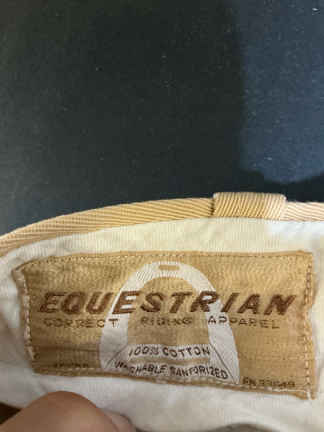 EQUESTRIAN
CORRECT RIDING APPAREL
100% COTTON
WASHABLE SANFORIZED